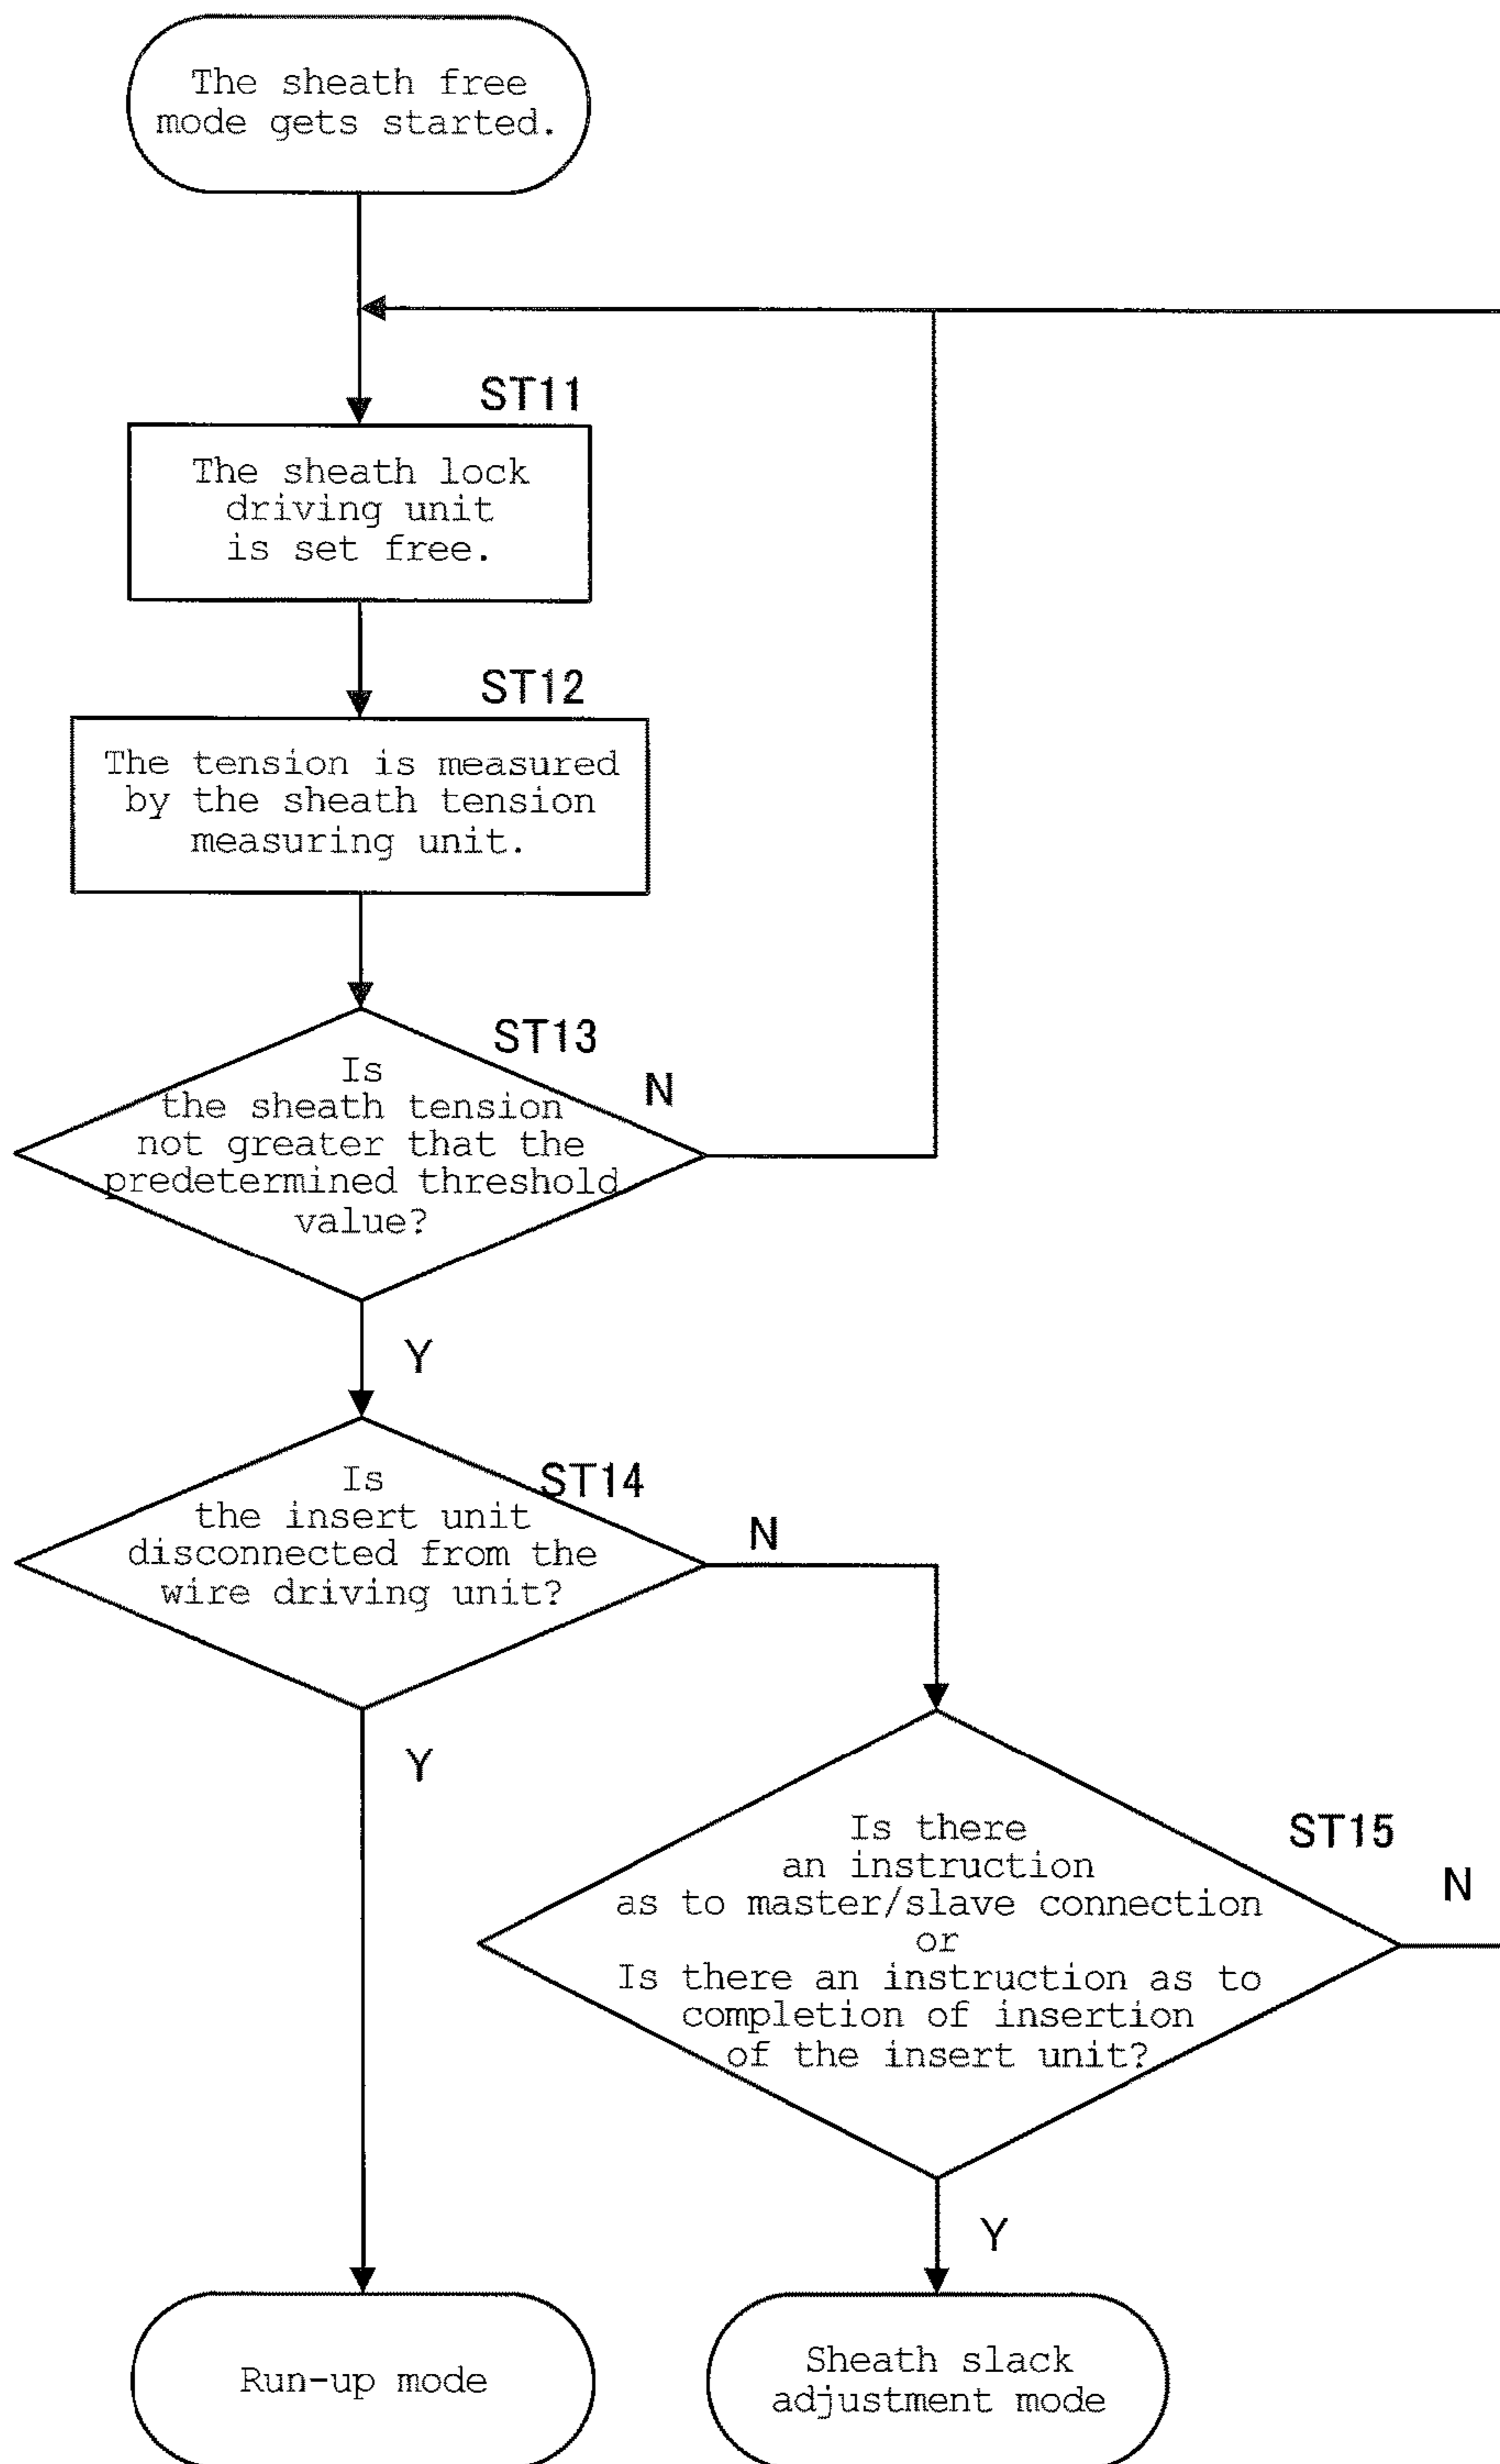 The sheath free
mode gets started.
ST11
The sheath lock
driving unit
is set free.
ST12
The tension is measured
by the sheath tension
measuring unit.
ST13
Is
the sheath tension
not greater that the
predetermined threshold
value?
N
Y
ST14
Is
the insert unit
disconnected from the
wire driving unit?
N
Y
ST15
Is there
an instruction
as to master/slave connection
or
Is there an instruction as to
completion of insertion
of the insert unit?
N
Y
Run-up mode
Sheath slack
adjustment mode